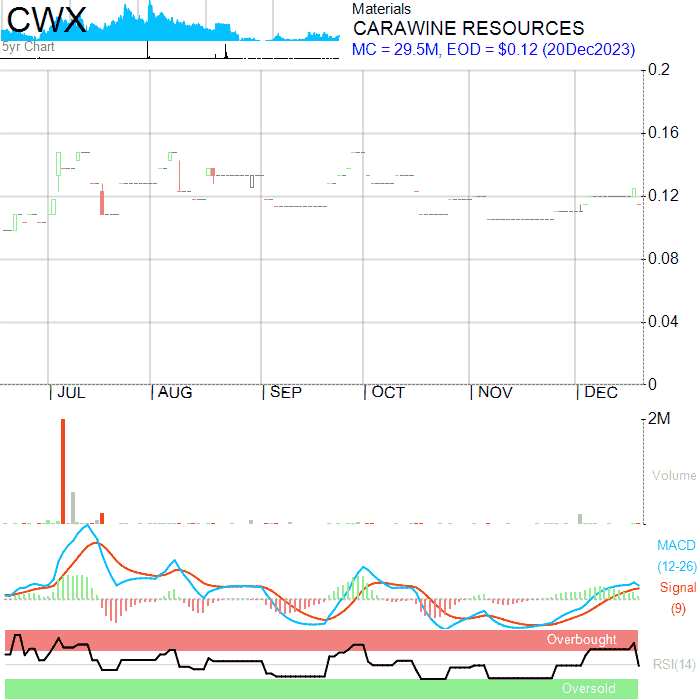 CWX
5yr Chart
Materials
CARAWINE RESOURCES
MC = 29.5M, EOD = $0.12 (20Dec2023)
0.2
0.16
0.12
0.08
0.04
0
JUL AUG SEP OCT NOV DEC
2M
Volume
MACD
(12-26)
Signal
(9)
Overbought
RSI(14)
Oversold